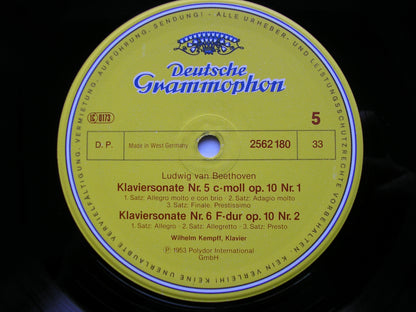 Deutsche
Grammophon
LC 0173
5
D. P.
Made in West Germany
2562 180
33
Ludwig van Beethoven
Klaviersonate Nr. 5 c-moll op. 10 Nr. 1
1. Satz: Allegro molto e con brio · 2. Satz: Adagio molto
3. Satz: Finale. Prestissimo
Klaviersonate Nr. 6 F-dur op. 10 Nr. 2
1. Satz: Allegro · 2. Satz: Allegretto · 3. Satz: Presto
Wilhelm Kempff, Klavier
Ⓟ 1953 Polydor International
GmbH
ALLE URHEBER- UND LEISTUNGSSCHUTZRECHTE VORBEHALTEN · KEIN VERLEIH! KEINE UNERLAUBTE VERVIELFÄLTIGUNG, VERMIETUNG, AUFFÜHRUNG, SENDUNG! -